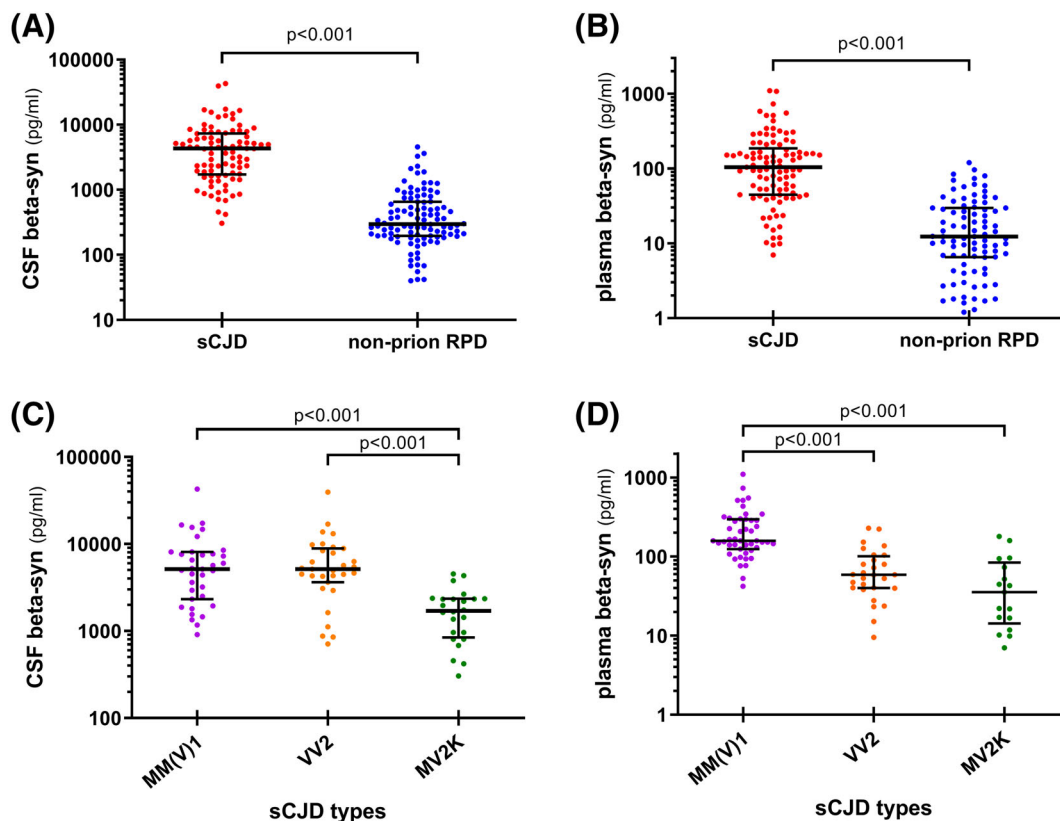 (A)
p<0.001
CSF beta-syn (pg/ml)
100000
10000
1000
100
10
sCJD
non-prion RPD
(B)
p<0.001
plasma beta-syn (pg/ml)
1000
100
10
1
sCJD
non-prion RPD
(C)
p<0.001
p<0.001
CSF beta-syn (pg/ml)
100000
10000
1000
100
MM(V)1
VV2
MV2K
sCJD types
(D)
p<0.001
p<0.001
plasma beta-syn (pg/ml)
1000
100
10
1
MM(V)1
VV2
MV2K
sCJD types